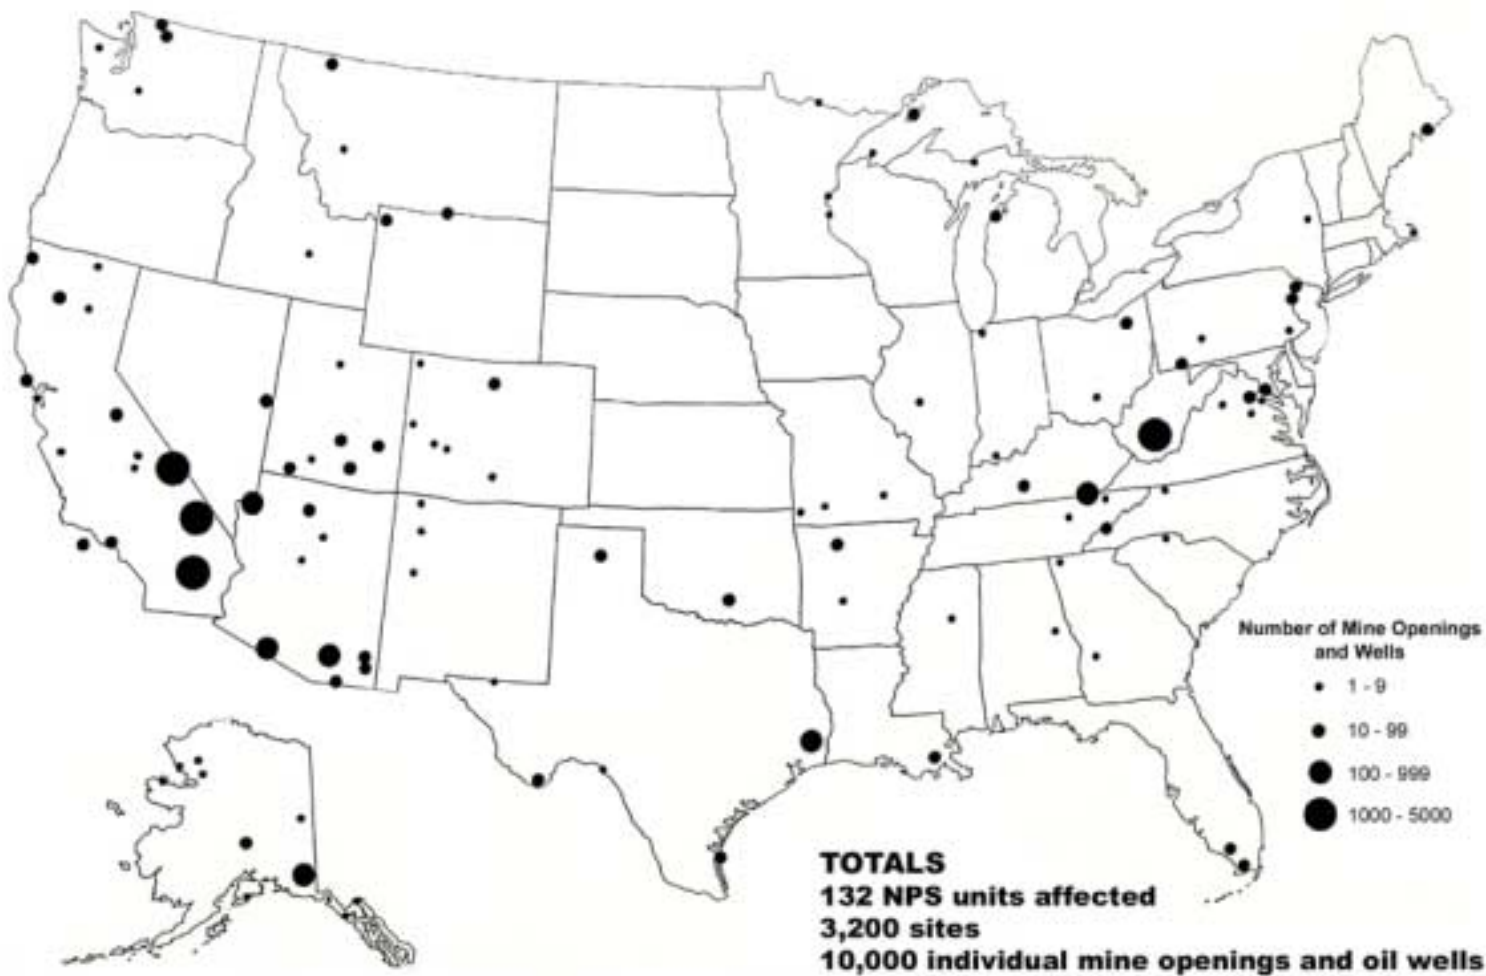 Number of Mine Openings
and Wells
1 - 9
10 - 99
100 - 999
1000 - 5000
TOTALS
132 NPS units affected
3,200 sites
10,000 individual mine openings and oil wells